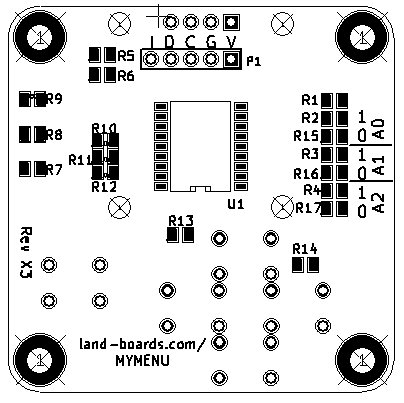 1
1
I D C G V
P1
R5
R6
R9
R8
R7
R10
R11
R12
U1
R1
R2
R15
R3
R16
R4
R17
1
0
A0
1
0
A1
1
0
A2
R13
R14
Rev X3
land-boards.com/
MYMENU
1
1